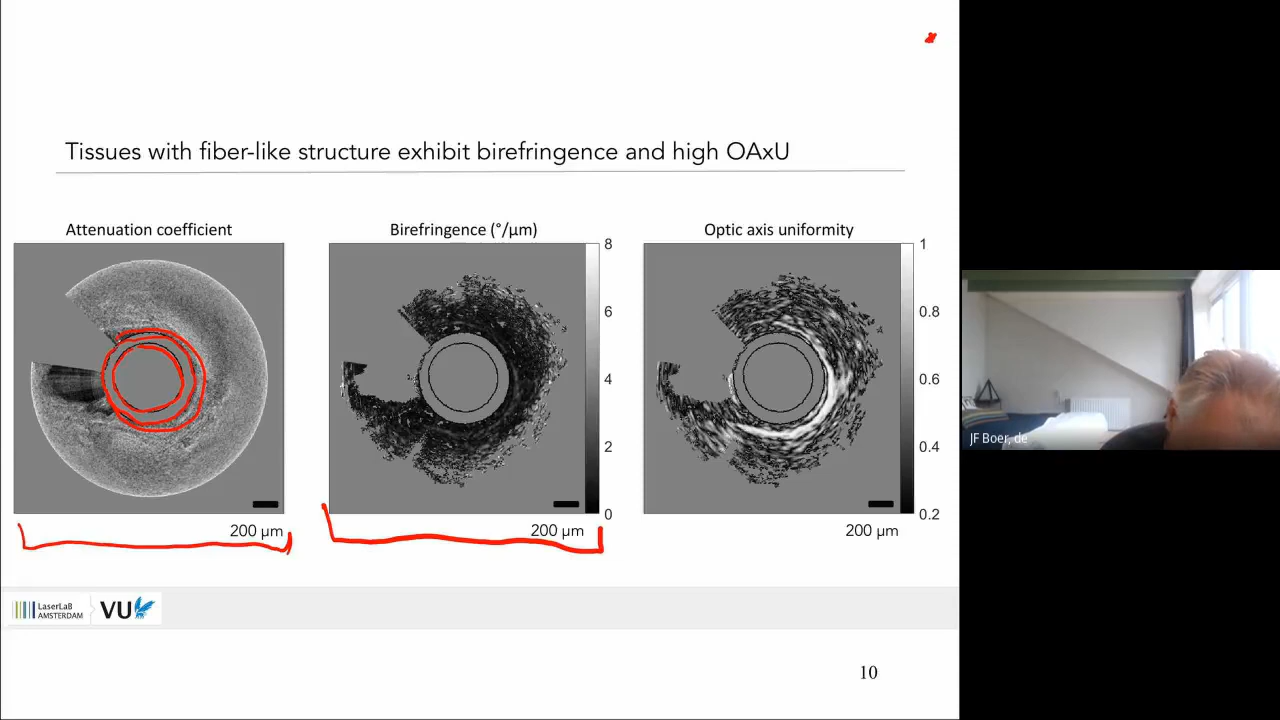 Tissues with fiber-like structure exhibit birefringence and high OAxU
Attenuation coefficient
200 µm
Birefringence (°/µm)
8
6
4
2
0
200 µm
Optic axis uniformity
1
0.8
0.6
0.4
0.2
200 µm
LaserLaB
AMSTERDAM
VU
10
JF Boer, de